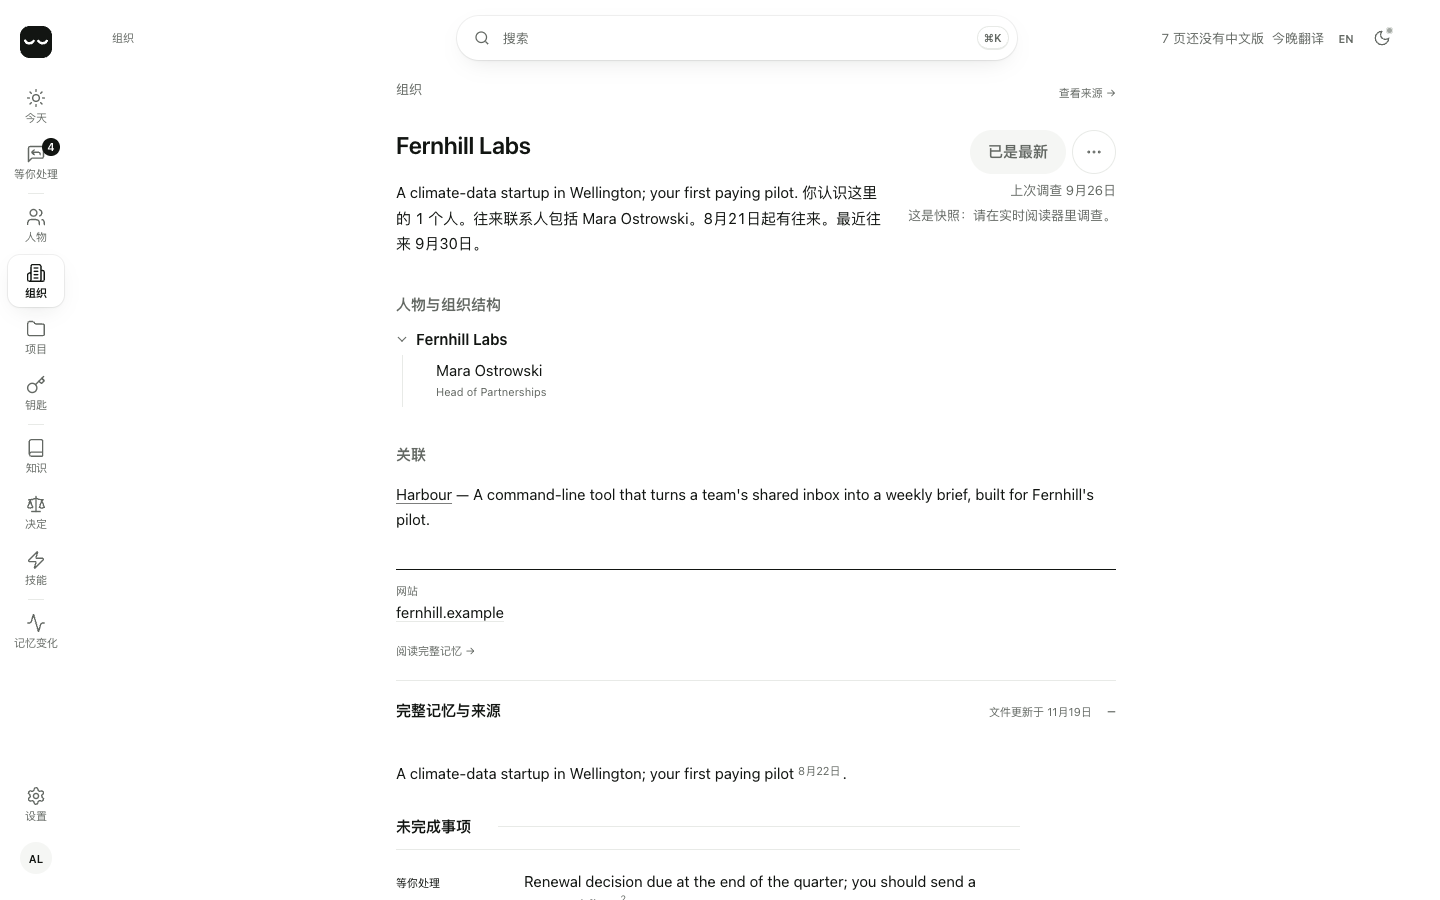 组织
搜索
⌘K
7 页还没有中文版 今晚翻译 EN
今天
4
等你处理
人物
组织
项目
钥匙
知识
决定
技能
记忆变化
设置
AL
组织
查看来源 →
Fernhill Labs
已是最新
···
上次调查 9月26日
这是快照：请在实时阅读器里调查。
A climate-data startup in Wellington; your first paying pilot. 你认识这里
的 1 个人。往来联系人包括 Mara Ostrowski。8月21日起有往来。最近往
来 9月30日。
人物与组织结构
Fernhill Labs
Mara Ostrowski
Head of Partnerships
关联
Harbour — A command-line tool that turns a team's shared inbox into a weekly brief, built for Fernhill's
pilot.
网站
fernhill.example
阅读完整记忆 →
完整记忆与来源
文件更新于 11月19日 −
A climate-data startup in Wellington; your first paying pilot 8月22日.
未完成事项
等你处理
Renewal decision due at the end of the quarter; you should send a
2